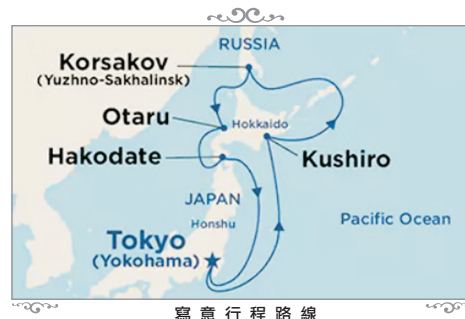 RUSSIA
Korsakov
(Yuzhno-Sakhalinsk)
Otaru
Hokkaido
Hakodate
Kushiro
JAPAN
Honshu
Pacific Ocean
Tokyo
(Yokohama)
寫意行程路線